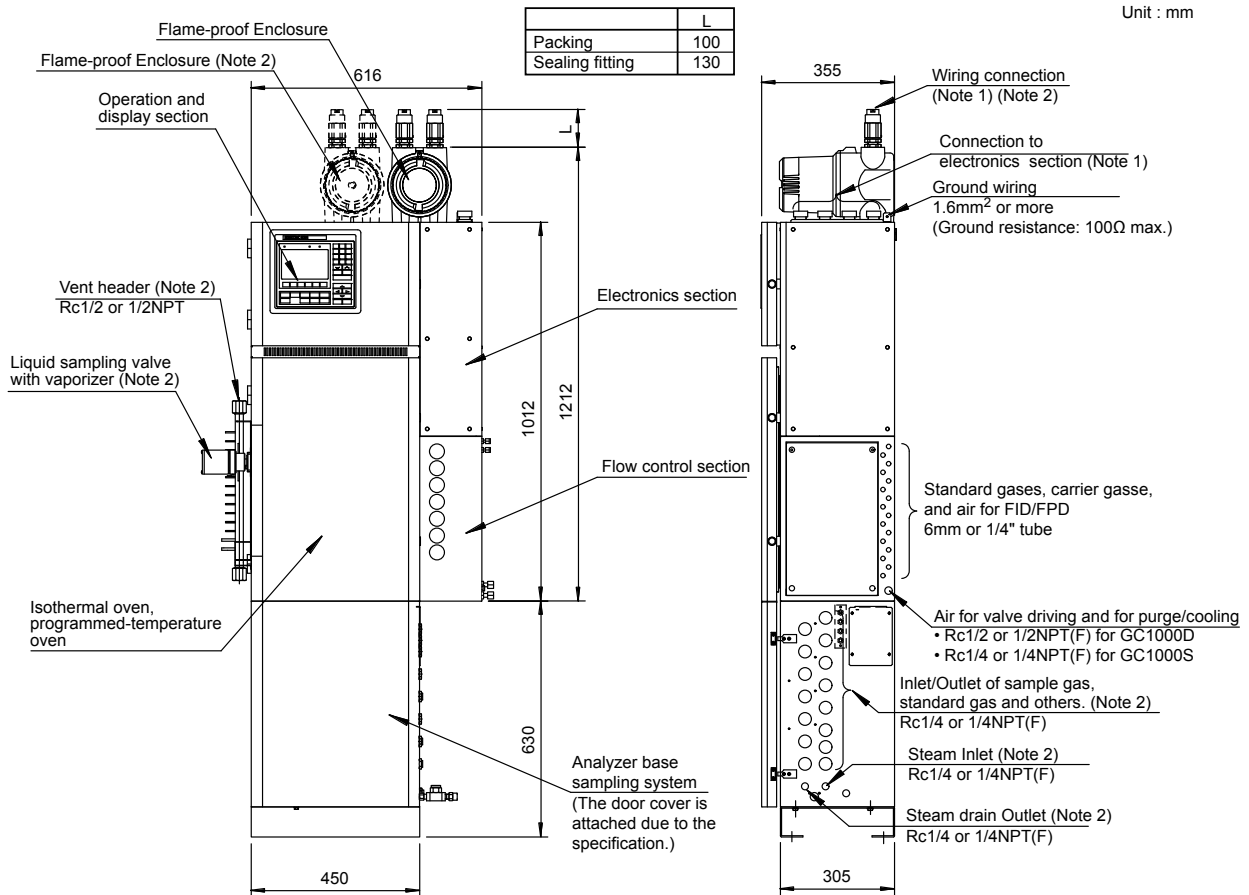 Unit : mm
L
Packing 100
Sealing fitting 130
Flame-proof Enclosure
Flame-proof Enclosure (Note 2)
616
Operation and
display section
L
Vent header (Note 2)
Rc1/2 or 1/2NPT
Liquid sampling valve
with vaporizer (Note 2)
Electronics section
1012
1212
Flow control section
Isothermal oven,
programmed-temperature
oven
630
Analyzer base
sampling system
(The door cover is
attached due to the
specification.)
450
355
Wiring connection
(Note 1) (Note 2)
Connection to
electronics section (Note 1)
Ground wiring
1.6mm2 or more
(Ground resistance: 100Ω max.)
Standard gases, carrier gasse,
and air for FID/FPD
6mm or 1/4" tube
Air for valve driving and for purge/cooling
• Rc1/2 or 1/2NPT(F) for GC1000D
• Rc1/4 or 1/4NPT(F) for GC1000S
Inlet/Outlet of sample gas,
standard gas and others. (Note 2)
Rc1/4 or 1/4NPT(F)
Steam Inlet (Note 2)
Rc1/4 or 1/4NPT(F)
Steam drain Outlet (Note 2)
Rc1/4 or 1/4NPT(F)
305